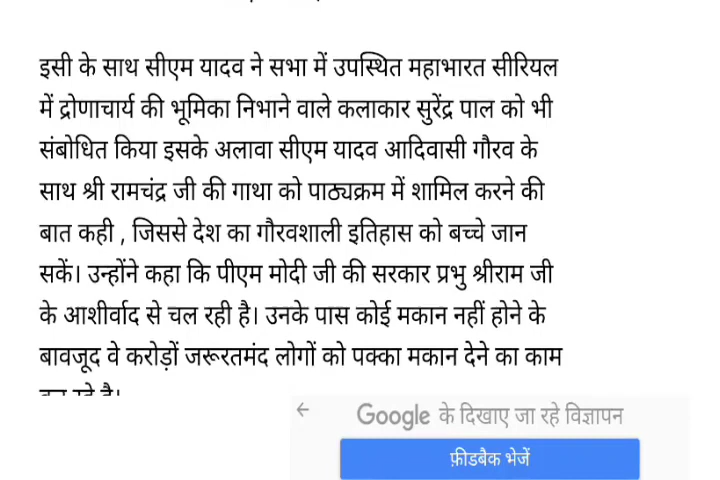 इसी के साथ सीएम यादव ने सभा में उपस्थित महाभारत सीरियल
में द्रोणाचार्य की भूमिका निभाने वाले कलाकार सुरेंद्र पाल को भी
संबोधित किया इसके अलावा सीएम यादव आदिवासी गौरव के
साथ श्री रामचंद्र जी की गाथा को पाठ्यक्रम में शामिल करने की
बात कही , जिससे देश का गौरवशाली इतिहास को बच्चे जान
सकें। उन्होंने कहा कि पीएम मोदी जी की सरकार प्रभु श्रीराम जी
के आशीर्वाद से चल रही है। उनके पास कोई मकान नहीं होने के
बावजूद वे करोड़ों जरूरतमंद लोगों को पक्का मकान देने का काम
Google के दिखाए जा रहे विज्ञापन
फ़ीडबैक भेजें